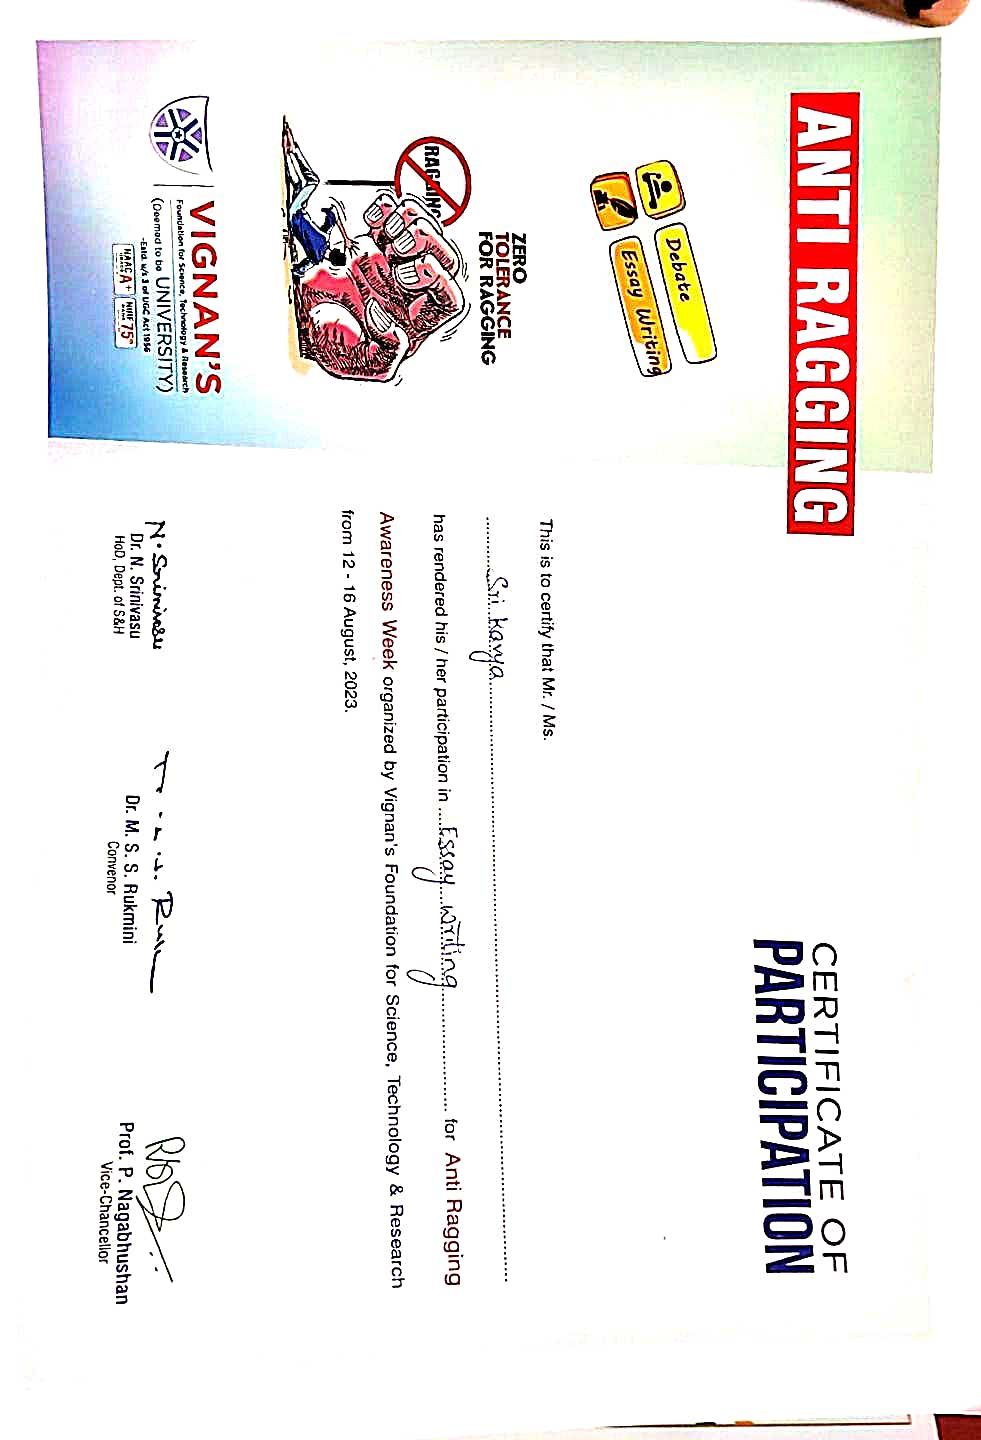 ANTI RAGGING
Debate
Essay Writing
ZERO
TOLERANCE
FOR RAGGING
RAGGING
VIGNAN'S
Foundation for Science, Technology & Research
(Deemed to be UNIVERSITY)
-Estd. u/s 3 of UGC Act 1956
NAAC
GRADE A+
NIRF
RANK 75
CERTIFICATE OF
PARTICIPATION
This is to certify that Mr. / Ms.
Sri Kavya
has rendered his / her participation in Essay Writing for Anti Ragging
Awareness Week organized by Vignan's Foundation for Science, Technology & Research
from 12 - 16 August, 2023.
N. Srinivasu
Dr. N. Srinivasu
HoD, Dept. of S&H
Dr. M. S. S. Rukmini
Convenor
Prof. P. Nagabhushan
Vice-Chancellor